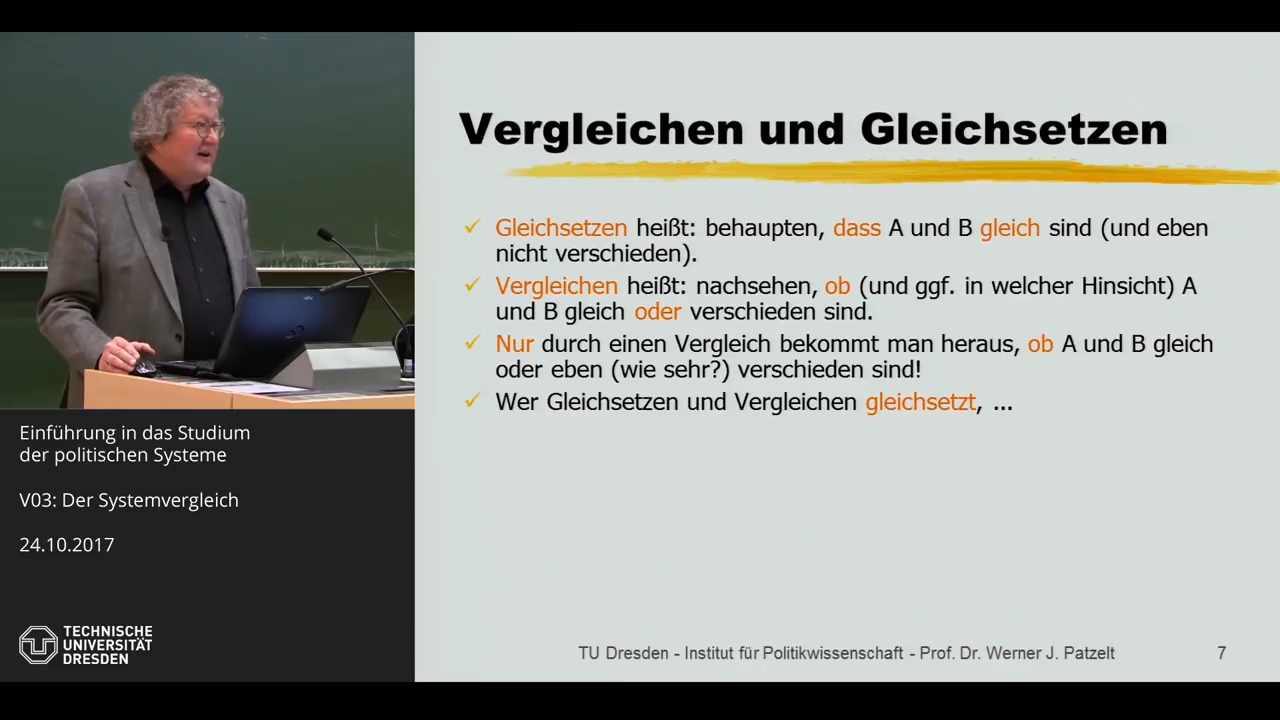 Vergleichen und Gleichsetzen
✓ Gleichsetzen heißt: behaupten, dass A und B gleich sind (und eben
nicht verschieden).
✓ Vergleichen heißt: nachsehen, ob (und ggf. in welcher Hinsicht) A
und B gleich oder verschieden sind.
✓ Nur durch einen Vergleich bekommt man heraus, ob A und B gleich
oder eben (wie sehr?) verschieden sind!
✓ Wer Gleichsetzen und Vergleichen gleichsetzt, ...
TU Dresden - Institut für Politikwissenschaft - Prof. Dr. Werner J. Patzelt 7
Einführung in das Studium
der politischen Systeme
V03: Der Systemvergleich
24.10.2017
TECHNISCHE
UNIVERSITÄT
DRESDEN